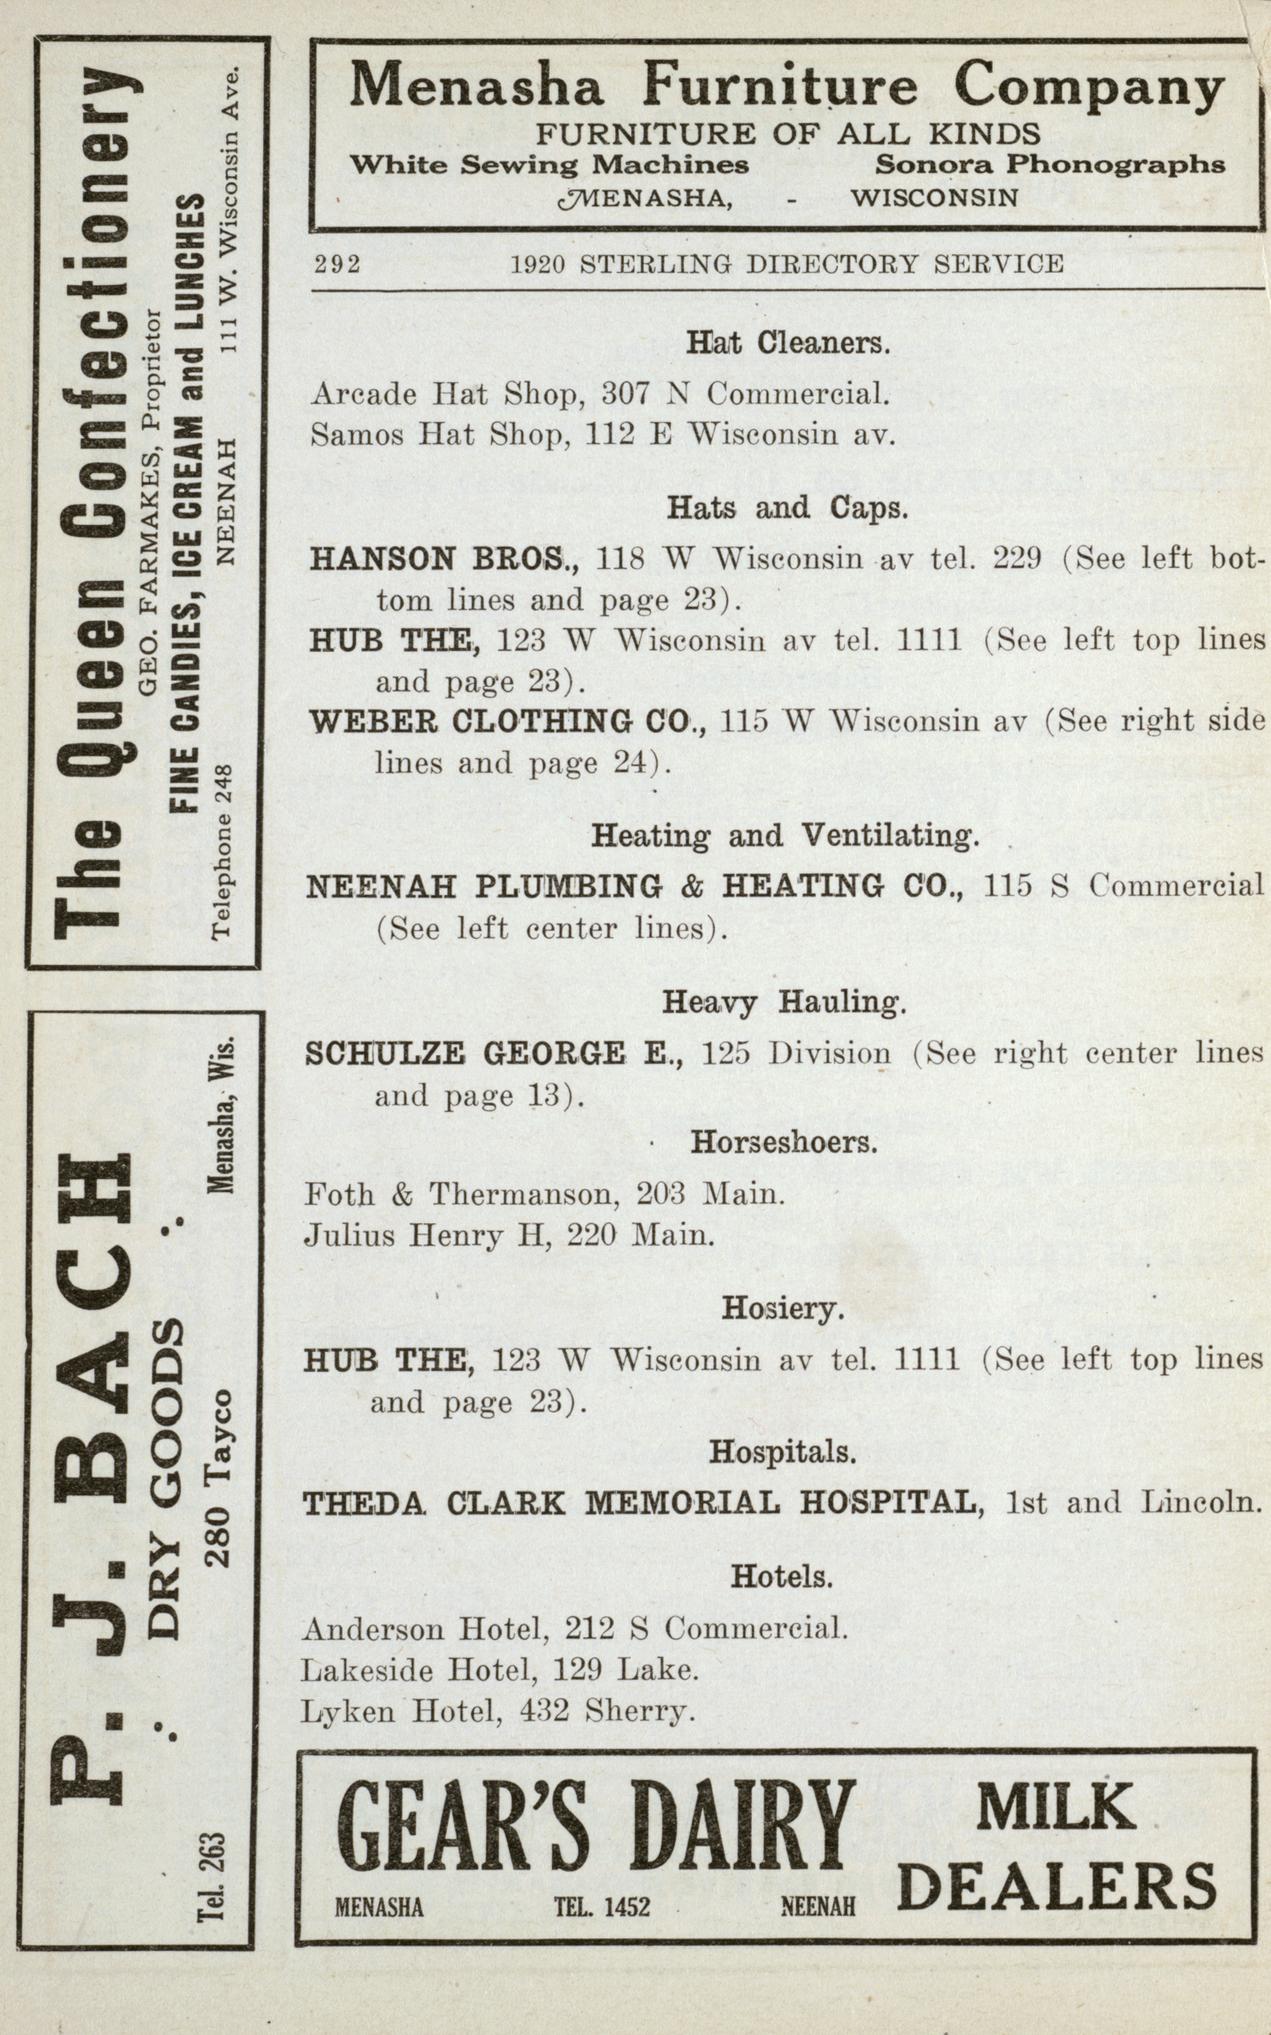 Menasha Furniture Company
FURNITURE OF ALL KINDS
White Sewing Machines Sonora Phonographs
MENASHA, - WISCONSIN
292 1920 STERLING DIRECTORY SERVICE
Hat Cleaners.
Arcade Hat Shop, 307 N Commercial.
Samos Hat Shop, 112 E Wisconsin av.
Hats and Caps.
HANSON BROS., 118 W Wisconsin av tel. 229 (See left bot-
tom lines and page 23).
HUB THE, 123 W Wisconsin av tel. 1111 (See left top lines
and page 23).
WEBER CLOTHING CO., 115 W Wisconsin av (See right side
lines and page 24).
Heating and Ventilating.
NEENAH PLUMBING & HEATING CO., 115 S Commercial
(See left center lines).
Heavy Hauling.
SCHULZE GEORGE E., 125 Division (See right center lines
and page 13).
Horseshoers.
Foth & Thermanson, 203 Main.
Julius Henry H, 220 Main.
Hosiery.
HUB THE, 123 W Wisconsin av tel. 1111 (See left top lines
and page 23).
Hospitals.
THEDA CLARK MEMORIAL HOSPITAL, 1st and Lincoln.
Hotels.
Anderson Hotel, 212 S Commercial.
Lakeside Hotel, 129 Lake.
Lyken Hotel, 432 Sherry.
GEAR'S DAIRY
MENASHA TEL. 1452 NEENAH
MILK
DEALERS
The Queen Confectionery
GEO. FARMAKES, Proprietor
FINE CANDIES, ICE CREAM and LUNCHES
Telephone 248 NEENAH 111 W. Wisconsin Ave.
P. J. BACH
DRY GOODS
Tel. 263 280 Tayco Menasha, Wis.